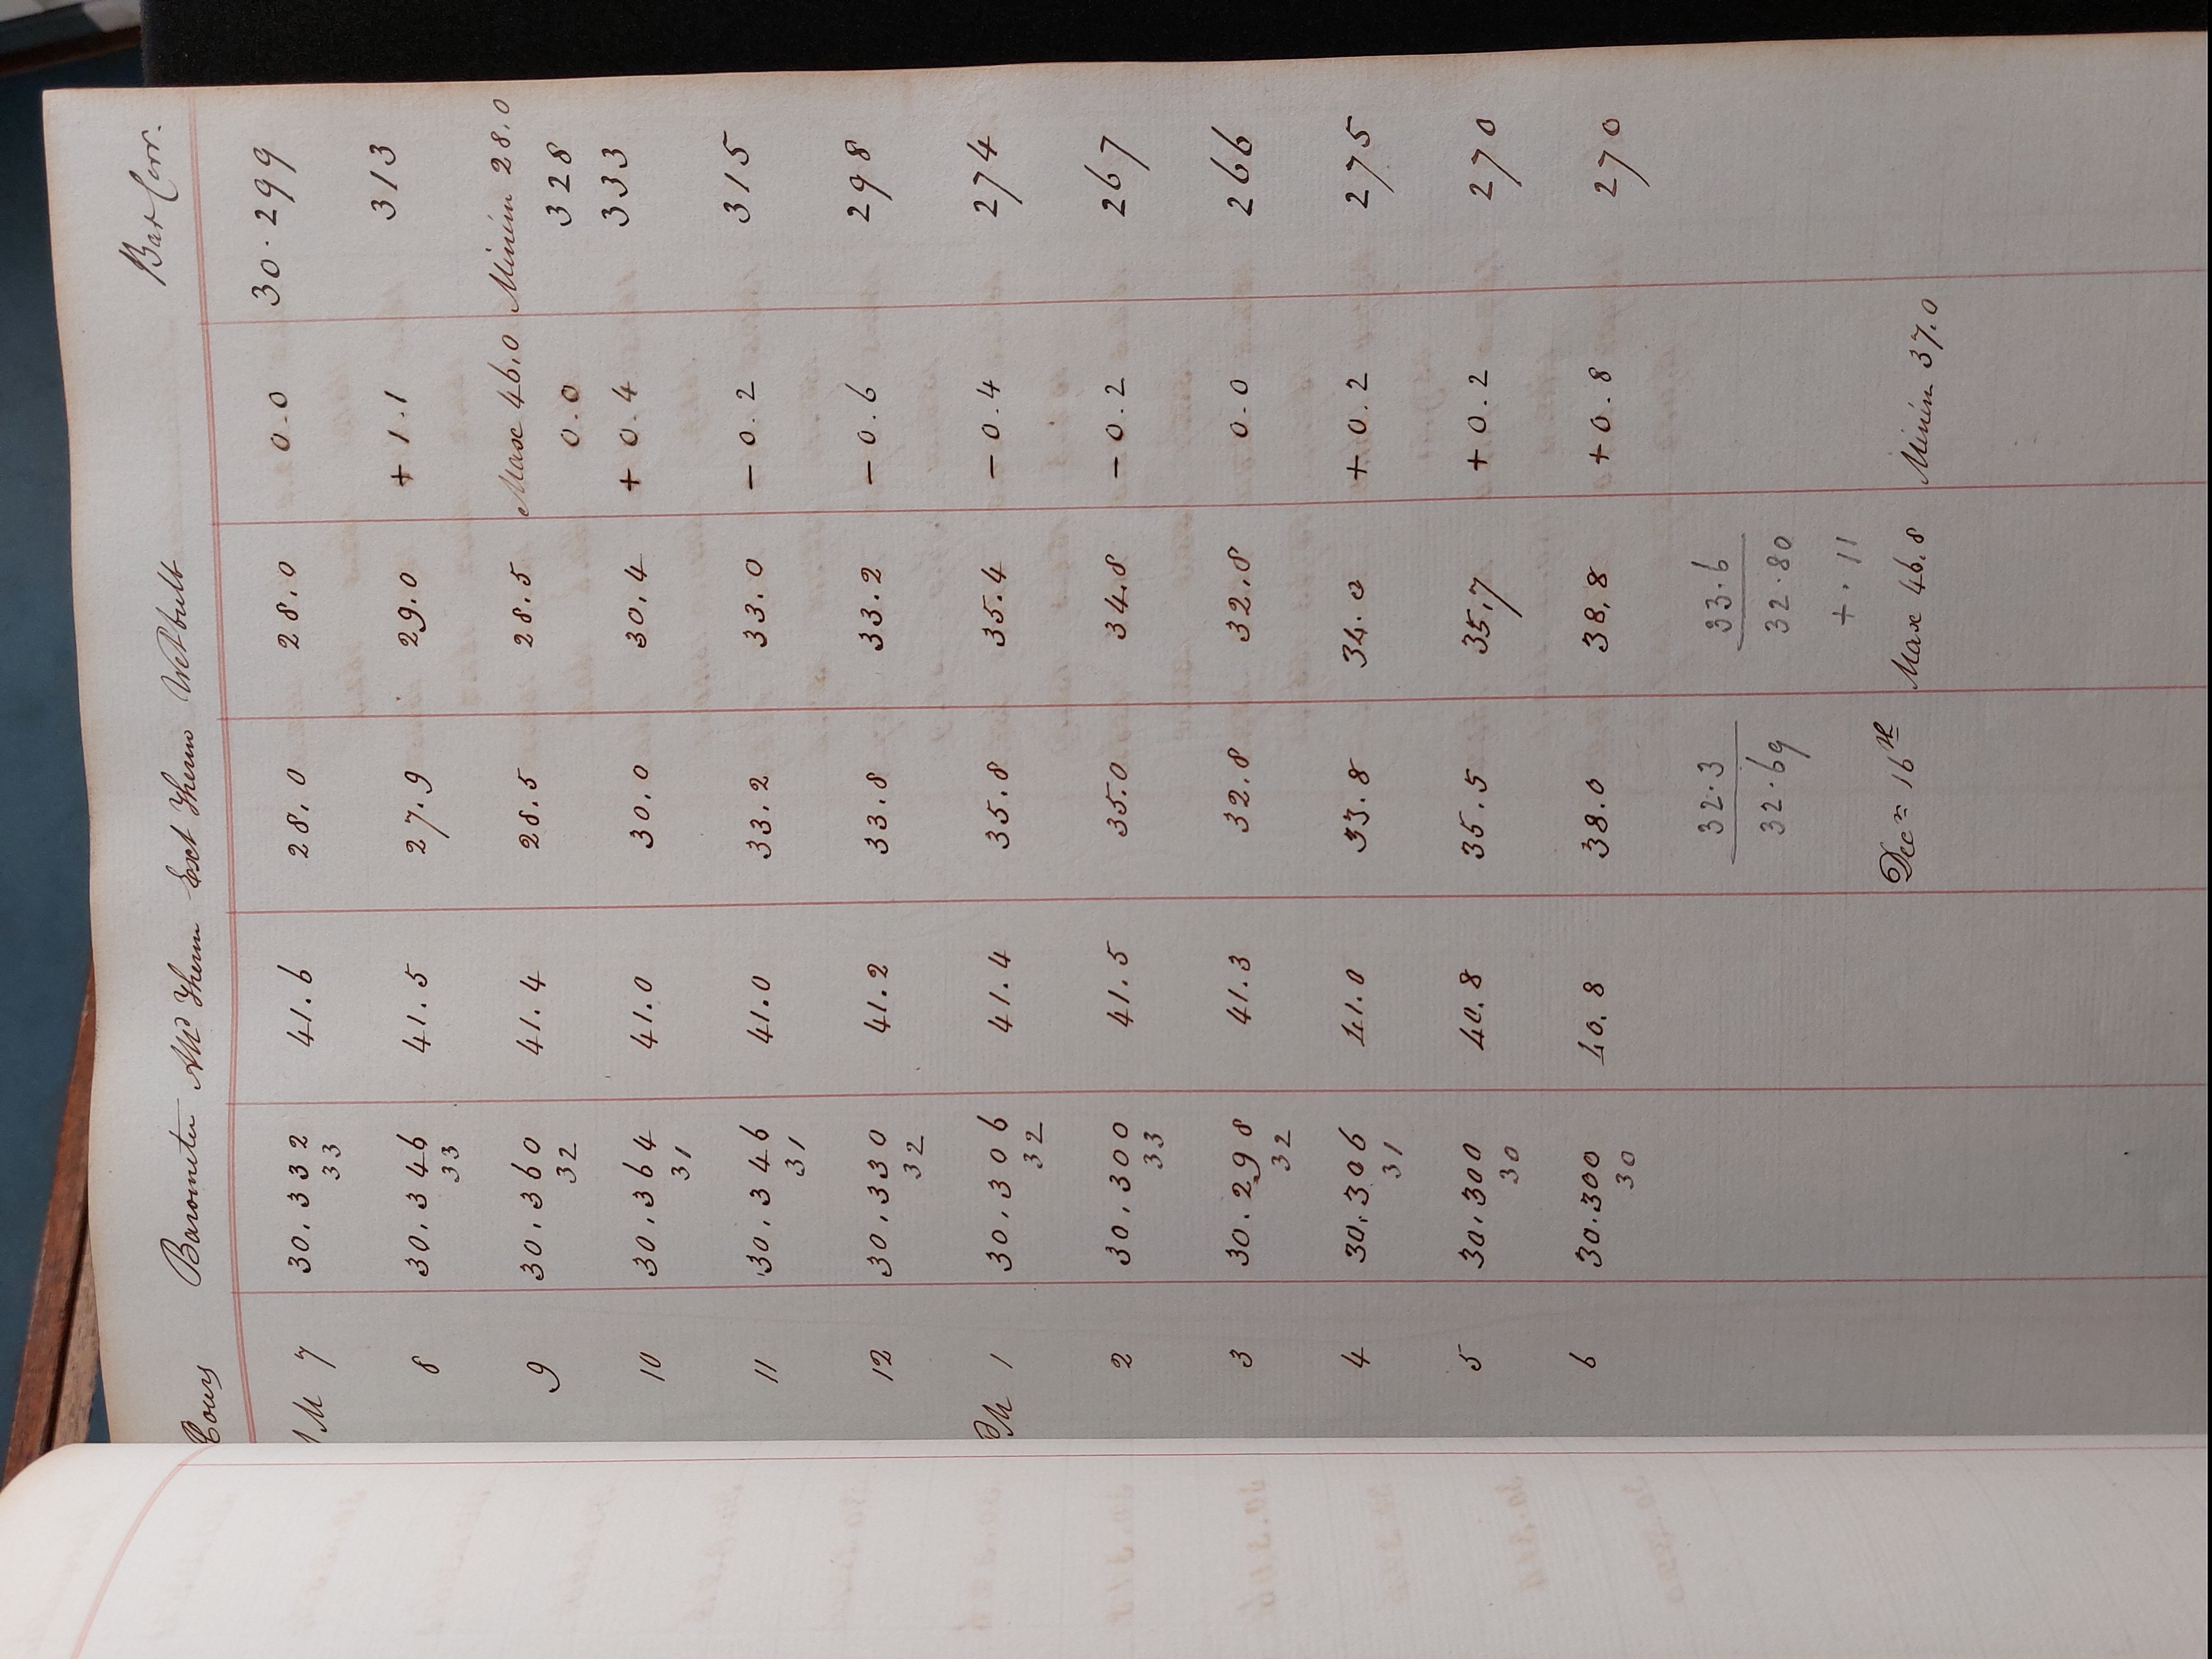 Hours Barometer Attd Therm Ext Therm Wet bulb Bar Corr.
AM 7 30.332 41.6 28.0 28.0 0.0 30.299
33
8 30.346 41.5 27.9 29.0 + 1.1 313
33
9 30.360 41.4 28.5 28.5 Max 46.0 Minim 28.0
32 0.0 328
10 30.364 41.0 30.0 30.4 + 0.4 333
31
11 30.346 41.0 33.2 33.0 - 0.2 315
31
12 30.330 41.2 33.8 33.2 - 0.6 298
32
PM 1 30.306 41.4 35.8 35.4 - 0.4 274
32
2 30.300 41.5 35.0 34.8 - 0.2 267
33
3 30.298 41.3 32.8 32.8 0.0 266
32
4 30.306 41.0 33.8 34.0 + 0.2 275
31
5 30.300 40.8 35.5 35.7 + 0.2 270
30
6 30.300 40.8 38.0 38.8 + 0.8 270
30
32.3 33.6
32.69 32.80
+ .11
Decr 16th Max 46.8 Minim 37.0